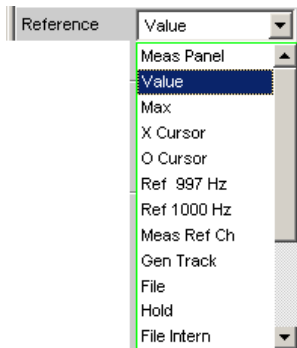 Reference Value
Meas Panel
Value
Max
X Cursor
O Cursor
Ref 997 Hz
Ref 1000 Hz
Meas Ref Ch
Gen Track
File
Hold
File Intern